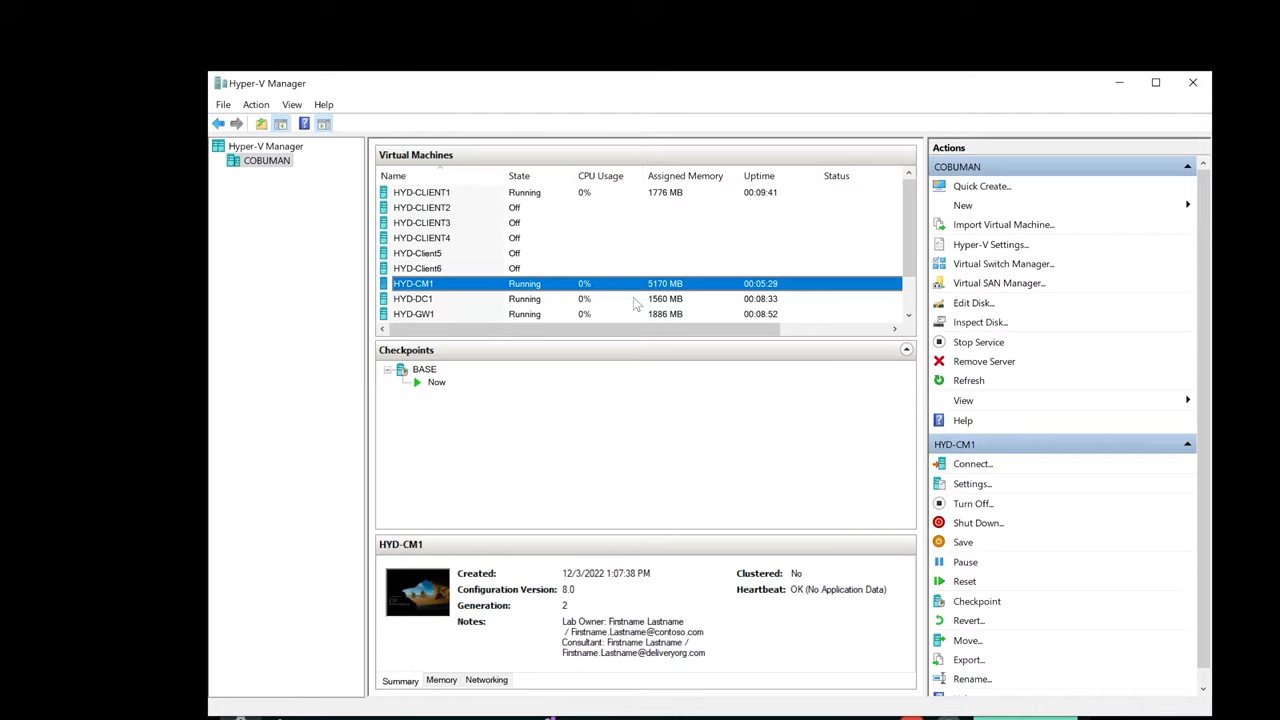 Hyper-V Manager
File Action View Help
Hyper-V Manager
COBUMAN
Virtual Machines
Name State CPU Usage Assigned Memory Uptime Status
HYD-CLIENT1 Running 0% 1776 MB 00:09:41
HYD-CLIENT2 Off
HYD-CLIENT3 Off
HYD-CLIENT4 Off
HYD-Client5 Off
HYD-Client6 Off
HYD-CM1 Running 0% 5170 MB 00:05:29
HYD-DC1 Running 0% 1560 MB 00:08:33
HYD-GW1 Running 0% 1886 MB 00:08:52
Checkpoints
BASE
Now
HYD-CM1
Created: 12/3/2022 1:07:38 PM Clustered: No
Configuration Version: 8.0 Heartbeat: OK (No Application Data)
Generation: 2
Notes: Lab Owner: Firstname Lastname
/ Firstname.Lastname@contoso.com
Consultant: Firstname Lastname /
Firstname.Lastname@deliveryorg.com
Summary Memory Networking
Actions
COBUMAN
Quick Create...
New
Import Virtual Machine...
Hyper-V Settings...
Virtual Switch Manager...
Virtual SAN Manager...
Edit Disk...
Inspect Disk...
Stop Service
Remove Server
Refresh
View
Help
HYD-CM1
Connect...
Settings...
Turn Off...
Shut Down...
Save
Pause
Reset
Checkpoint
Revert...
Move...
Export...
Rename...